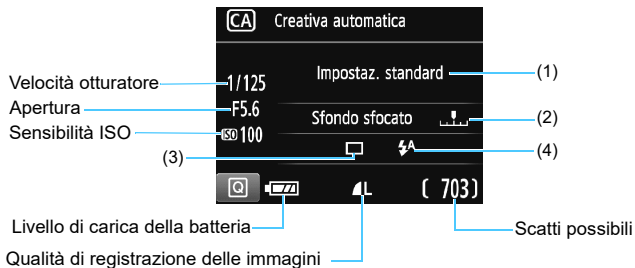 CA Creativa automatica
Impostaz. standard
(1)
Velocità otturatore
1/125
Apertura
F5.6
Sfondo sfocato
(2)
Sensibilità ISO
ISO 100
(3)
A
(4)
Q
L
( 703)
Livello di carica della batteria
Scatti possibili
Qualità di registrazione delle immagini